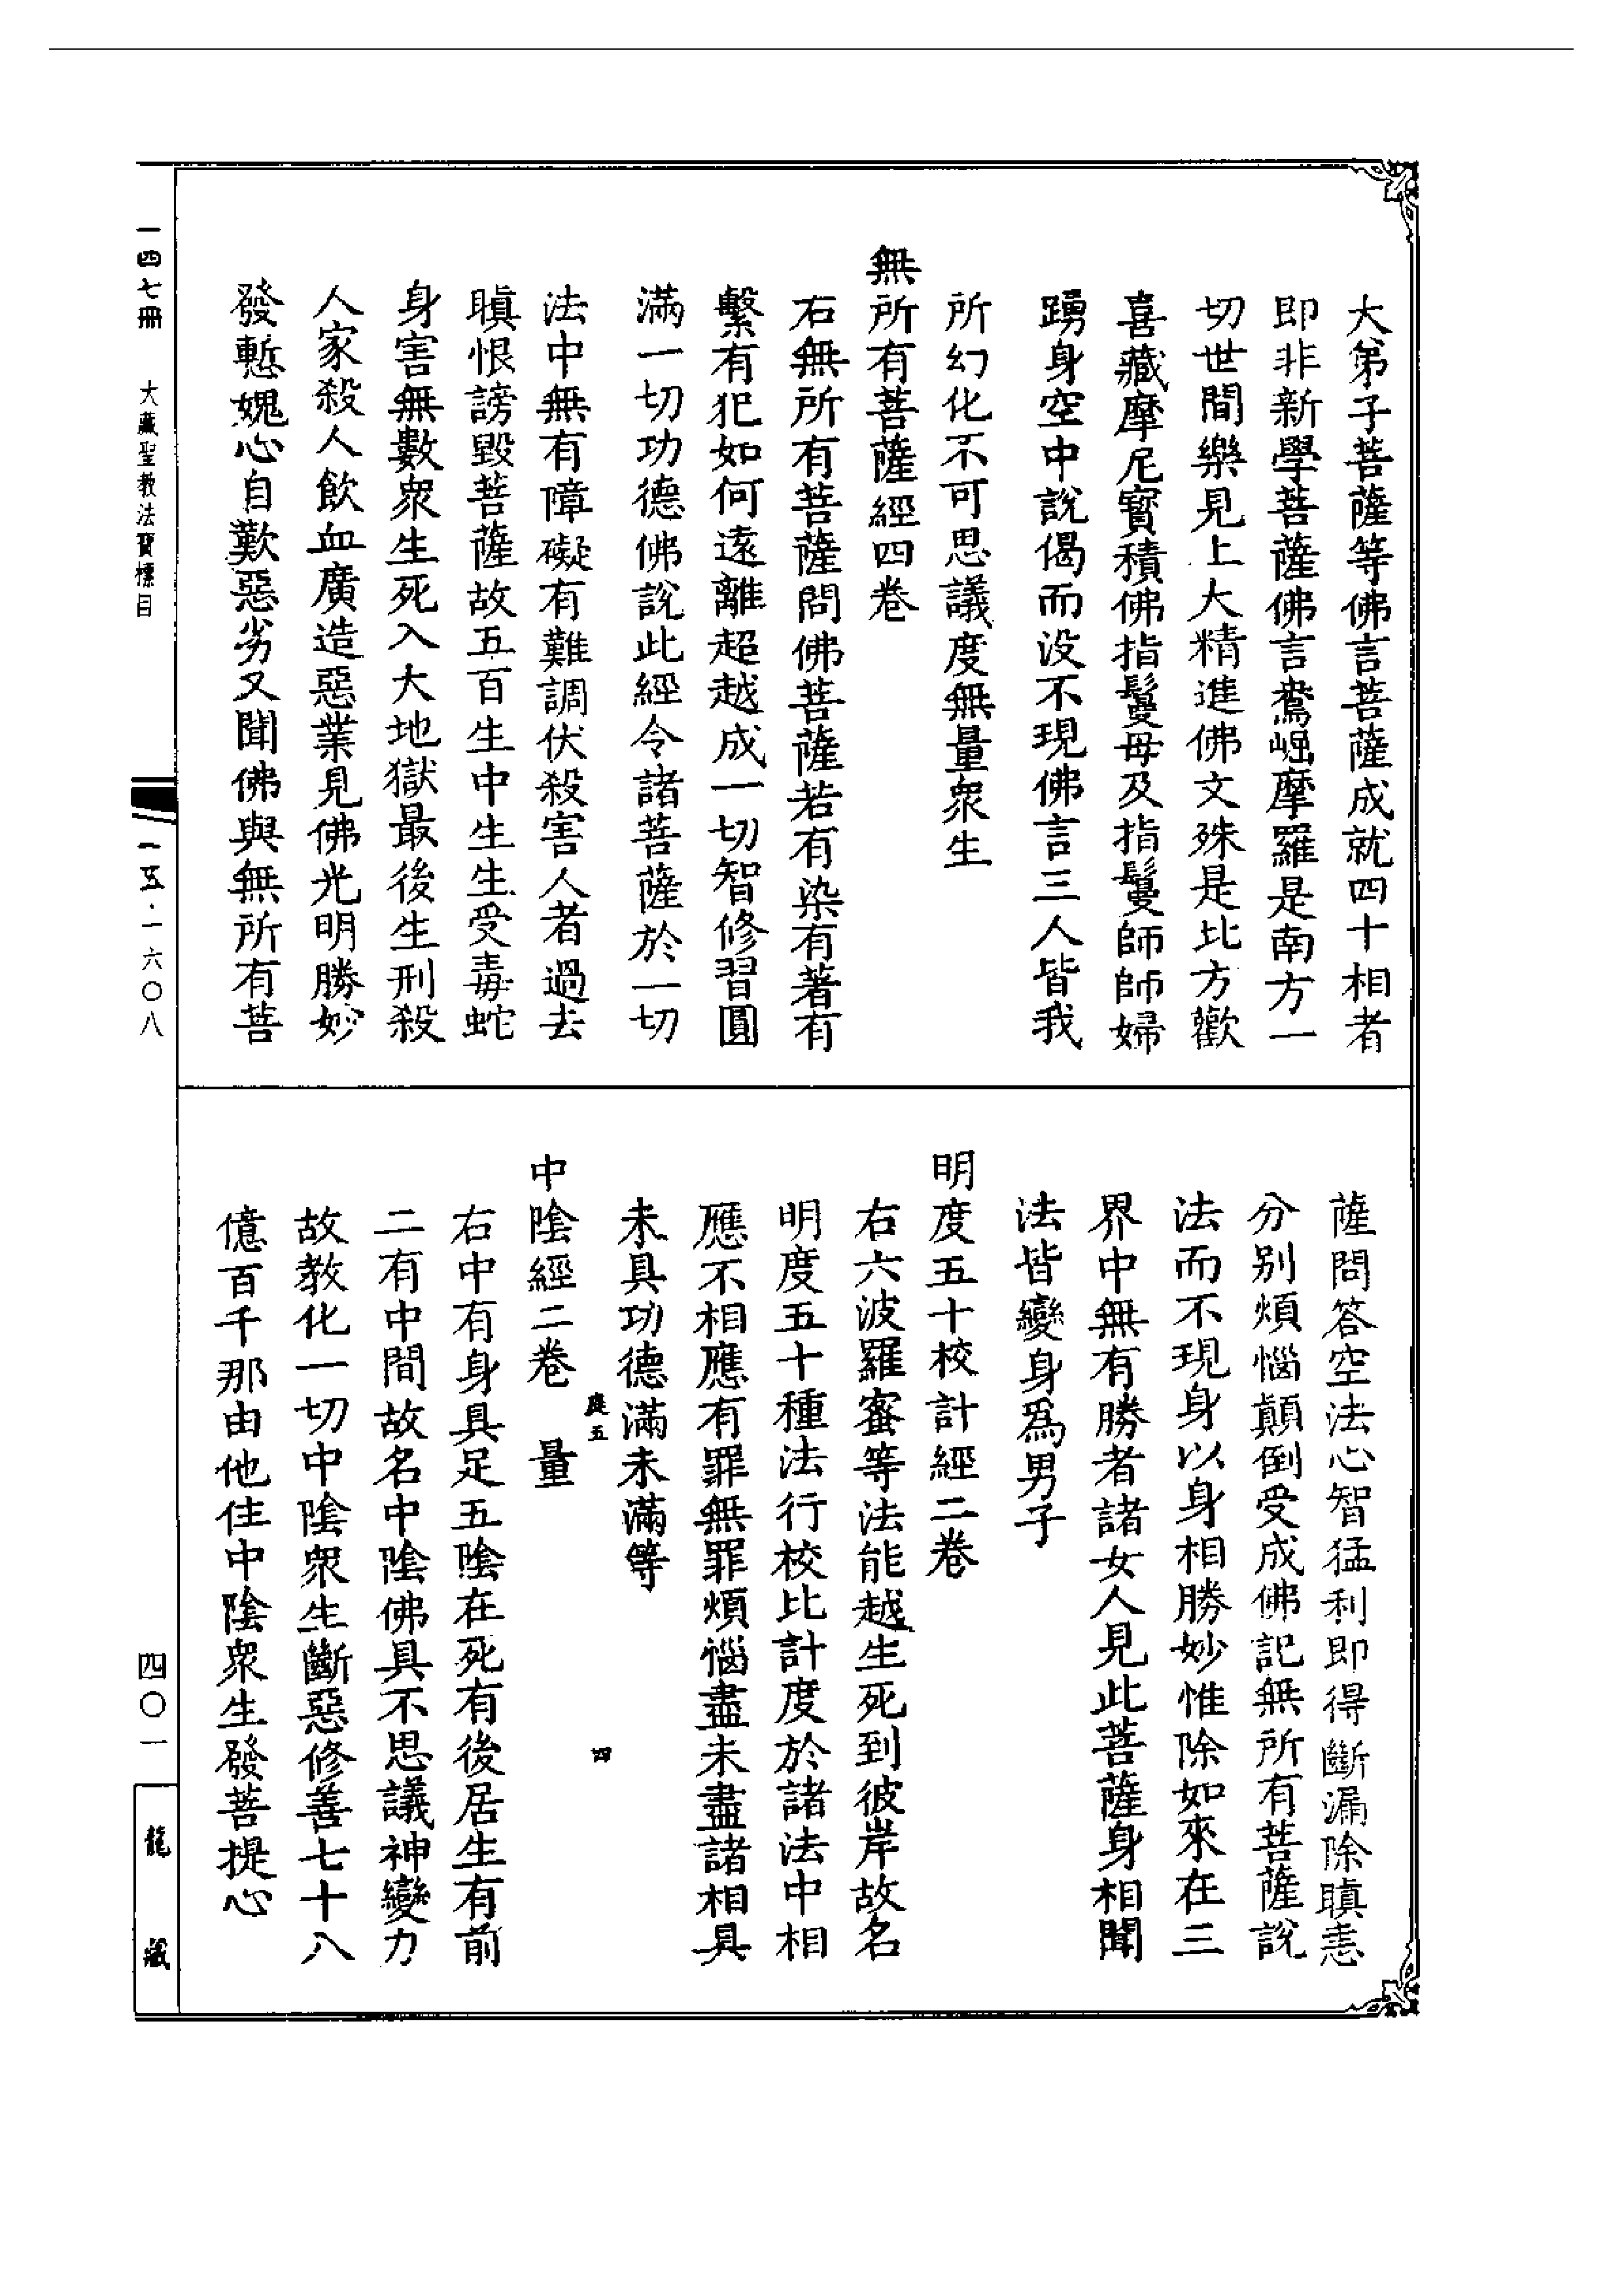 大弟子菩薩等佛言菩薩成就四十相者
即非新學菩薩佛言鴦崛摩羅是南方一
切世間樂見上大精進佛文殊是比方歡
喜藏摩尼寶積佛指鬘母及指鬘師師婦
踴身空中說偈而没不現佛言三人皆我
所幻化不可思議度無量衆生
無所有菩薩經四卷
右無所有菩薩問佛菩薩若有染有著有
繫有犯如何遠離超越成一切智修習圓
滿一切功德佛說此經令諸菩薩於一切
法中無有障礙有難調伏殺害人者過去
瞋恨謗毀菩薩故五百生中生生受毒蛇
身害無數衆生死入大地獄最後生刑殺
人家殺人飲血廣造惡業見佛光明勝妙
發慙媿心自歎惡劣又聞佛與無所有菩
薩問答空法心智猛利即得斷漏除瞋恚
分别煩惱顛倒受成佛記無所有菩薩說
法而不現身以身相勝妙惟除如來在三
界中無有勝者諸女人見此菩薩身相聞
法皆變身爲男子
明度五十校計經二卷
右六波羅蜜等法能越生死到彼岸故名
明度五十種法行校比計度於諸法中相
應不相應有罪無罪煩惱盡未盡諸相具
未具功德滿未滿等
庭五 四
中陰經二卷 量
右中有身具足五陰在死有後居生有前
二有中間故名中陰佛具不思議神變力
故教化一切中陰衆生斷惡修善七十八
億百千那由他住中陰衆生發菩提心
一四七冊 大藏聖教法寶標目
一五·一六〇八
四〇一
龍藏